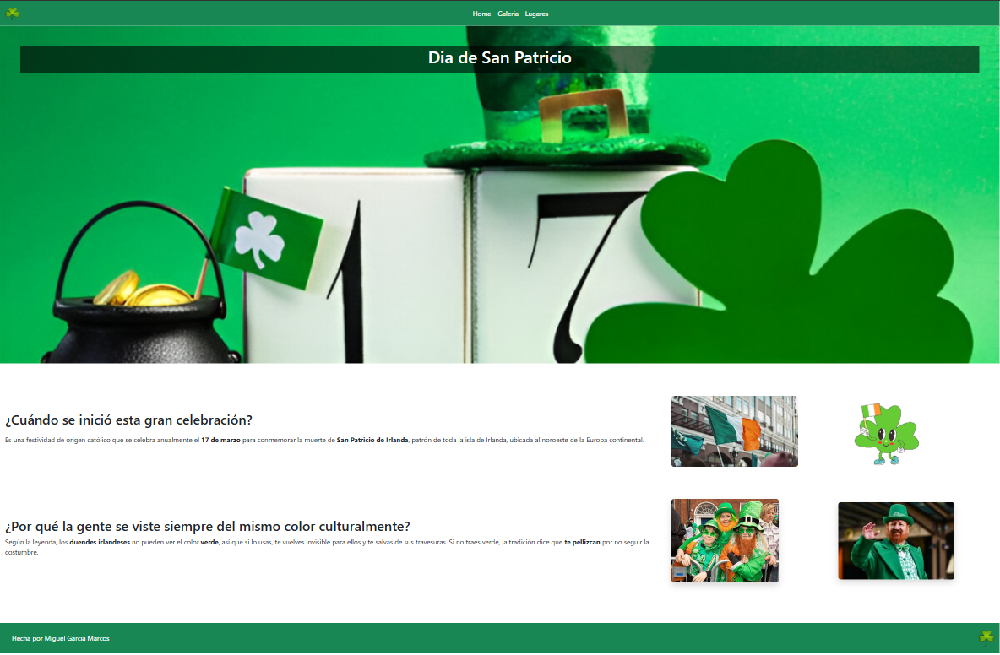 Home Galeria Lugares
Dia de San Patricio
17
¿Cuándo se inició esta gran celebración?
Es una festividad de origen católico que se celebra anualmente el 17 de marzo para conmemorar la muerte de San Patricio de Irlanda, patrón de toda la isla de Irlanda, ubicada al noroeste de la Europa continental.
¿Por qué la gente se viste siempre del mismo color culturalmente?
Según la leyenda, los duendes irlandeses no pueden ver el color verde, así que si lo usas, te vuelves invisible para ellos y te salvas de sus travesuras. Si no traes verde, la tradición dice que te pellizcan por no seguir la
costumbre.
Hecha por Miguel Garcia Marcos